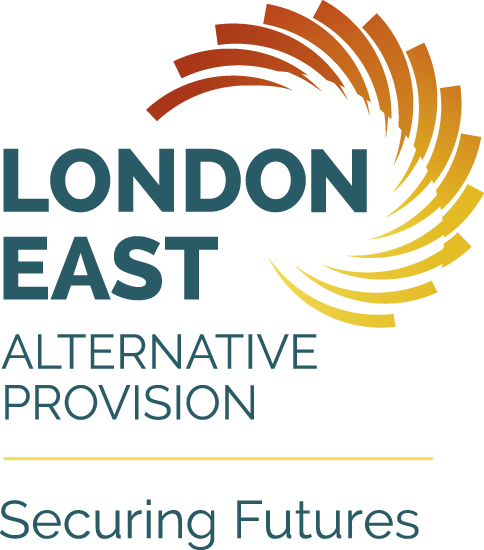 LONDON
EAST
ALTERNATIVE
PROVISION
Securing Futures